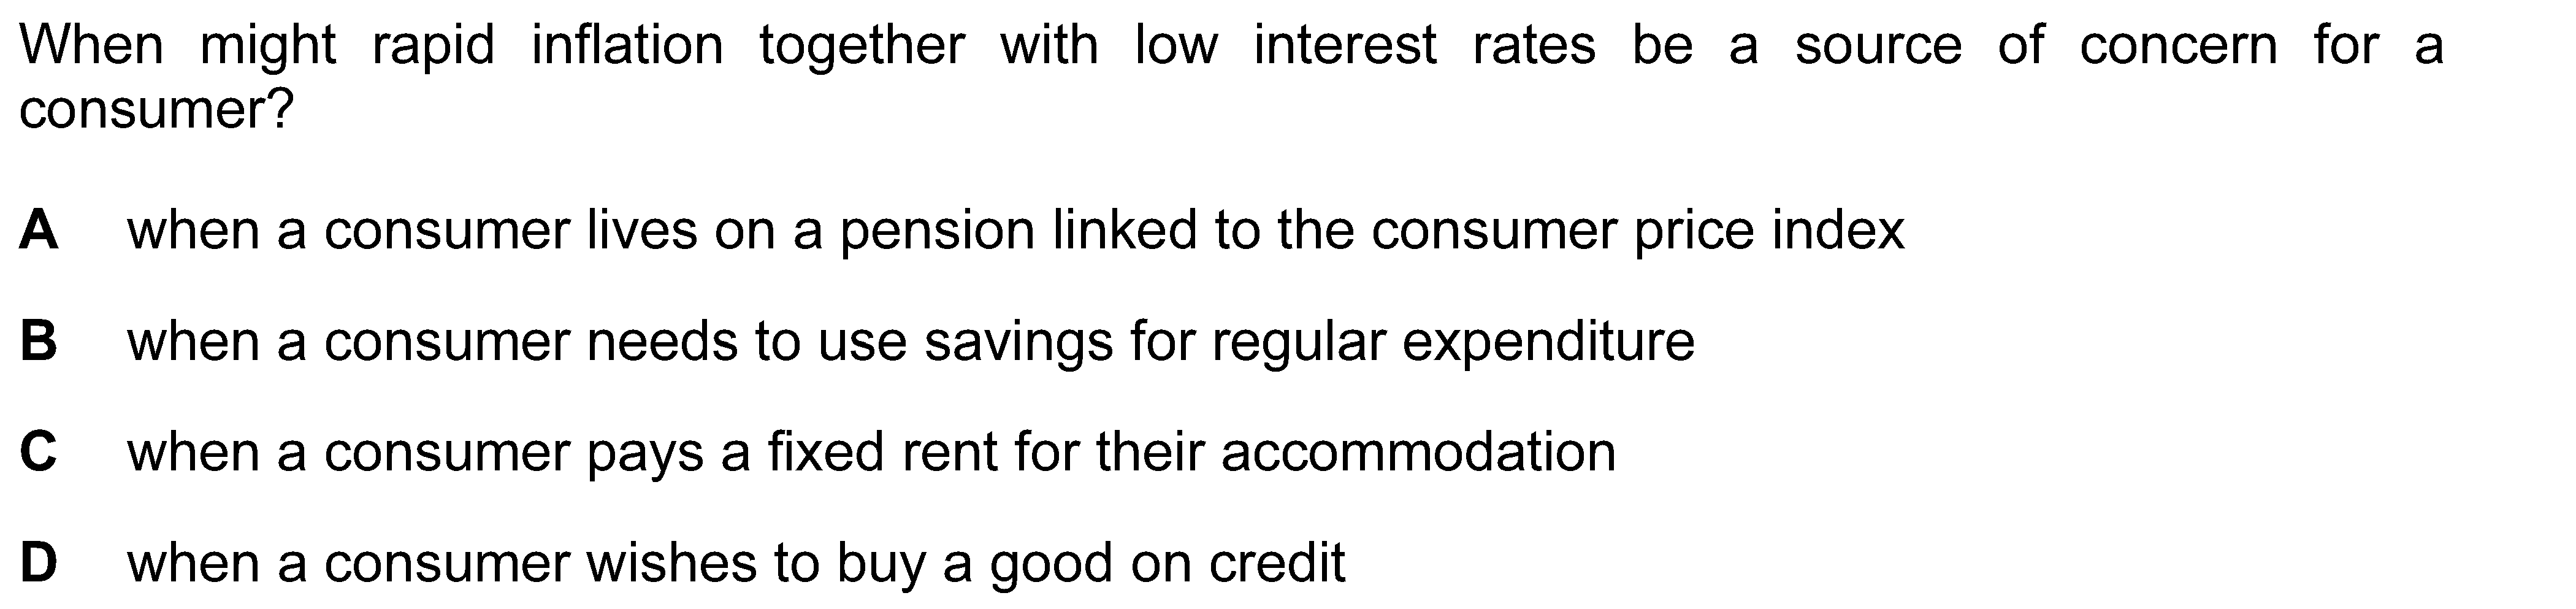 When might rapid inflation together with low interest rates be a source of concern for a
consumer?
A when a consumer lives on a pension linked to the consumer price index
B when a consumer needs to use savings for regular expenditure
C when a consumer pays a fixed rent for their accommodation
D when a consumer wishes to buy a good on credit